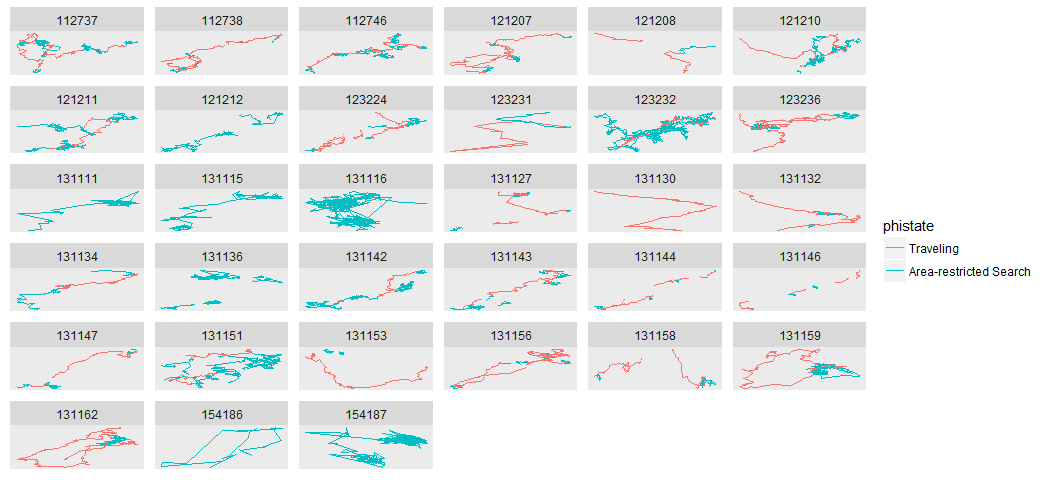 112737 112738 112746 121207 121208 121210
121211 121212 123224 123231 123232 123236
131111 131115 131116 131127 131130 131132
131134 131136 131142 131143 131144 131146
131147 131151 131153 131156 131158 131159
131162 154186 154187
phistate
Traveling
Area-restricted Search